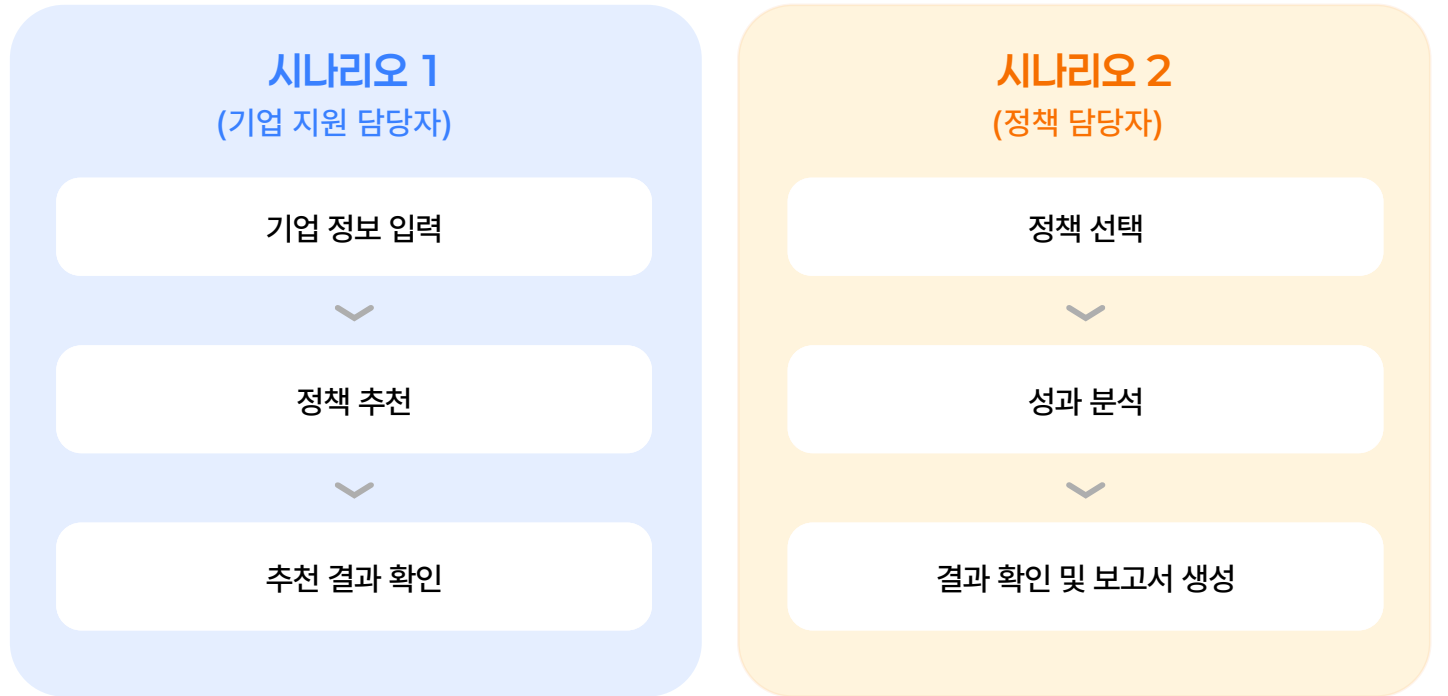 시나리오 1
(기업 지원 담당자)
기업 정보 입력
정책 추천
추천 결과 확인
시나리오 2
(정책 담당자)
정책 선택
성과 분석
결과 확인 및 보고서 생성